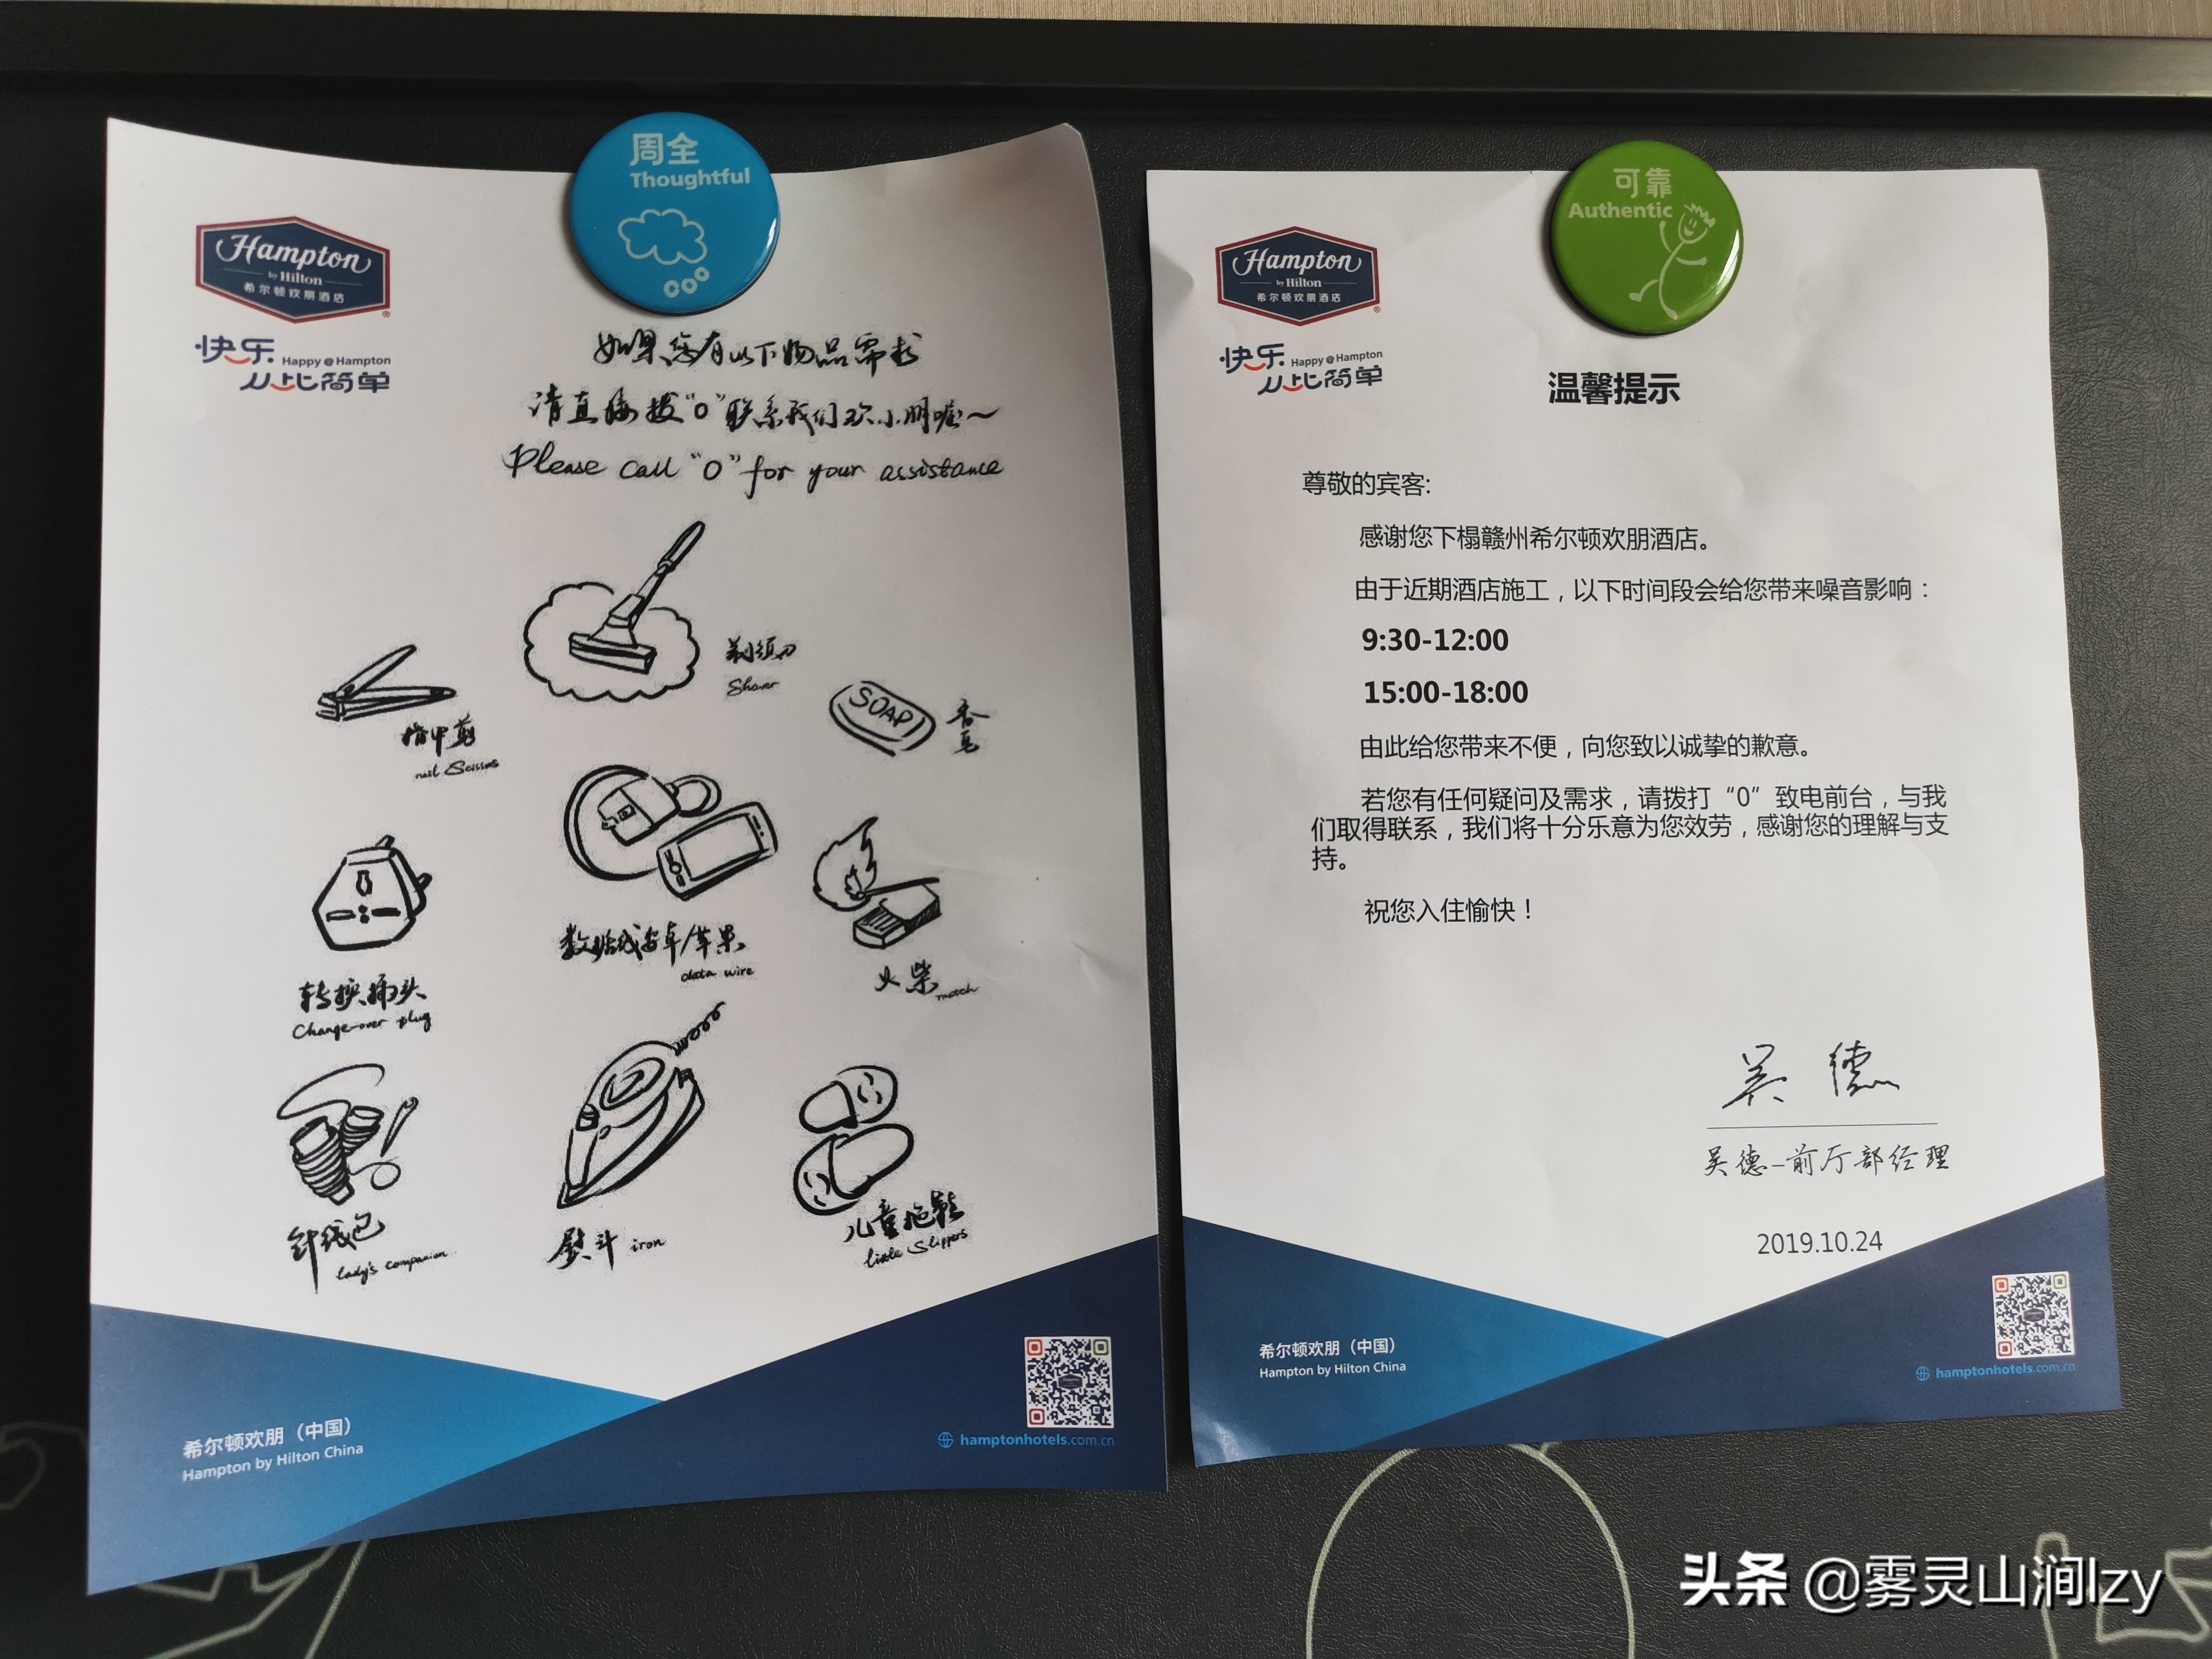 周全
Thoughtful
Hampton
by Hilton
希尔顿欢朋酒店
快乐 Happy@Hampton
从此简单
如果您有以下物品需求
请直接拨“0”联系我们欢小朋喔~
Please call “0” for your assistance
剃须刀
Shaver
指甲剪
nail Scissors
SOAP
香皂
转换插头
Change-over plug
数据线安卓/苹果
data wire
火柴
match
针线包
lady's companion
熨斗 iron
儿童拖鞋
little Slippers
希尔顿欢朋（中国）
Hampton by Hilton China
hamptonhotels.com.cn
可靠
Authentic
Hampton
by Hilton
希尔顿欢朋酒店
快乐 Happy@Hampton
从此简单
温馨提示
尊敬的宾客:
感谢您下榻赣州希尔顿欢朋酒店。
由于近期酒店施工，以下时间段会给您带来噪音影响：
9:30-12:00
15:00-18:00
由此给您带来不便，向您致以诚挚的歉意。
若您有任何疑问及需求，请拨打“0”致电前台，与我
们取得联系，我们将十分乐意为您效劳，感谢您的理解与支
持。
祝您入住愉快！
吴德
吴德-前厅部经理
2019.10.24
希尔顿欢朋（中国）
Hampton by Hilton China
hamptonhotels.com.cn
头条 @雾灵山涧lzy